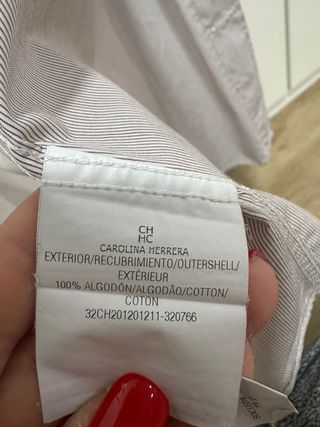 CH
HC
CAROLINA HERRERA
EXTERIOR/RECUBRIMIENTO/OUTERSHELL/
EXTÉRIEUR
100% ALGODÓN/ALGODÃO/COTTON/
COTON
32CH201201211-320766